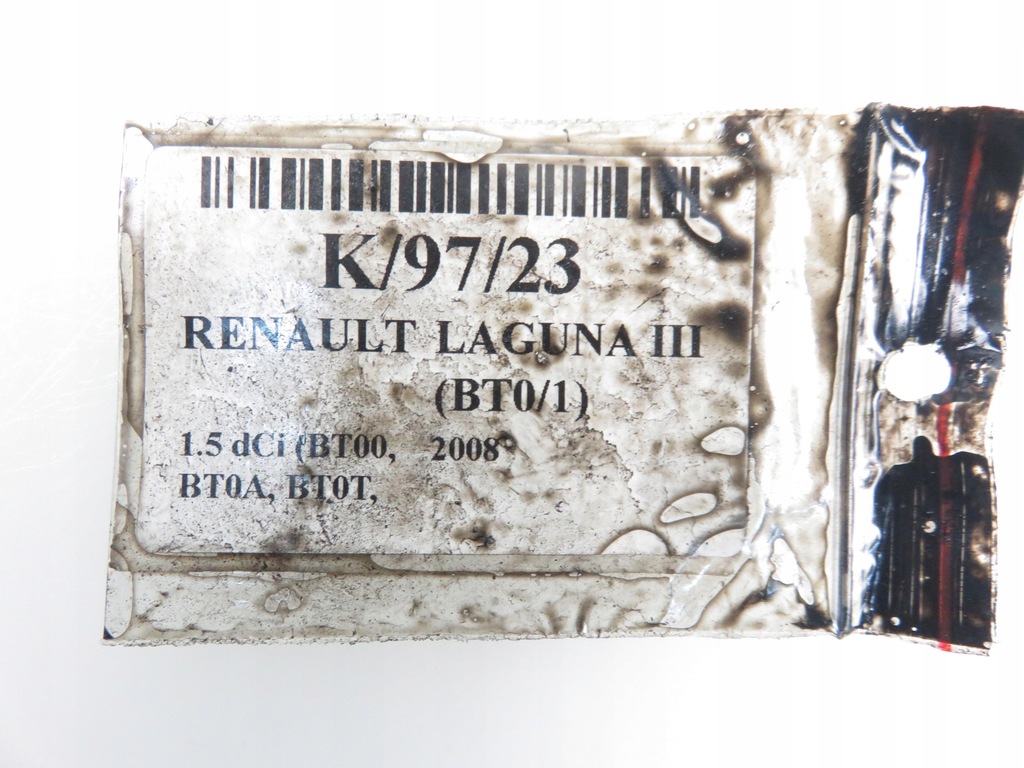 K/97/23
RENAULT LAGUNA III
(BT0/1)
1.5 dCi (BT00, 2008
BT0A, BT0T,